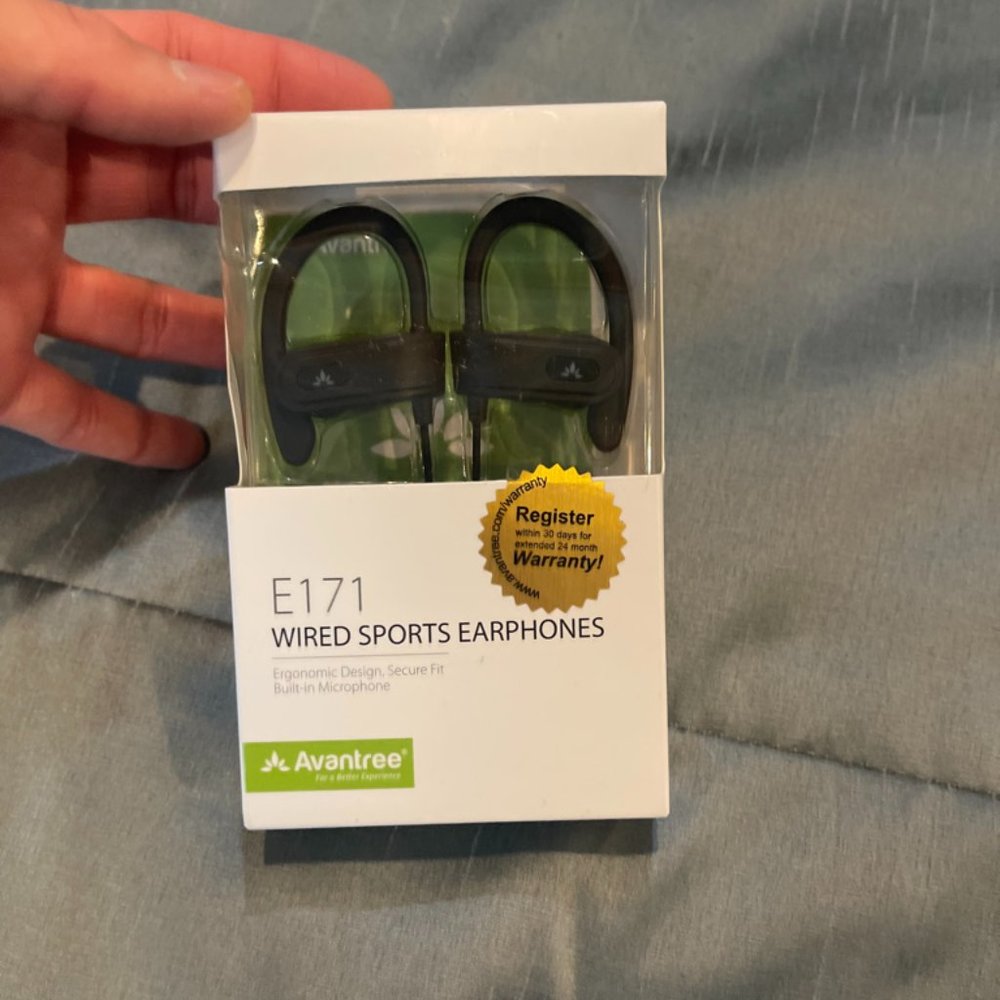 Avanti
www.avantree.com/warranty
Register
within 30 days for
extended 24 month
Warranty!
E171
WIRED SPORTS EARPHONES
Ergonomic Design, Secure Fit
Built-in Microphone
Avantree®
For a Better Experience